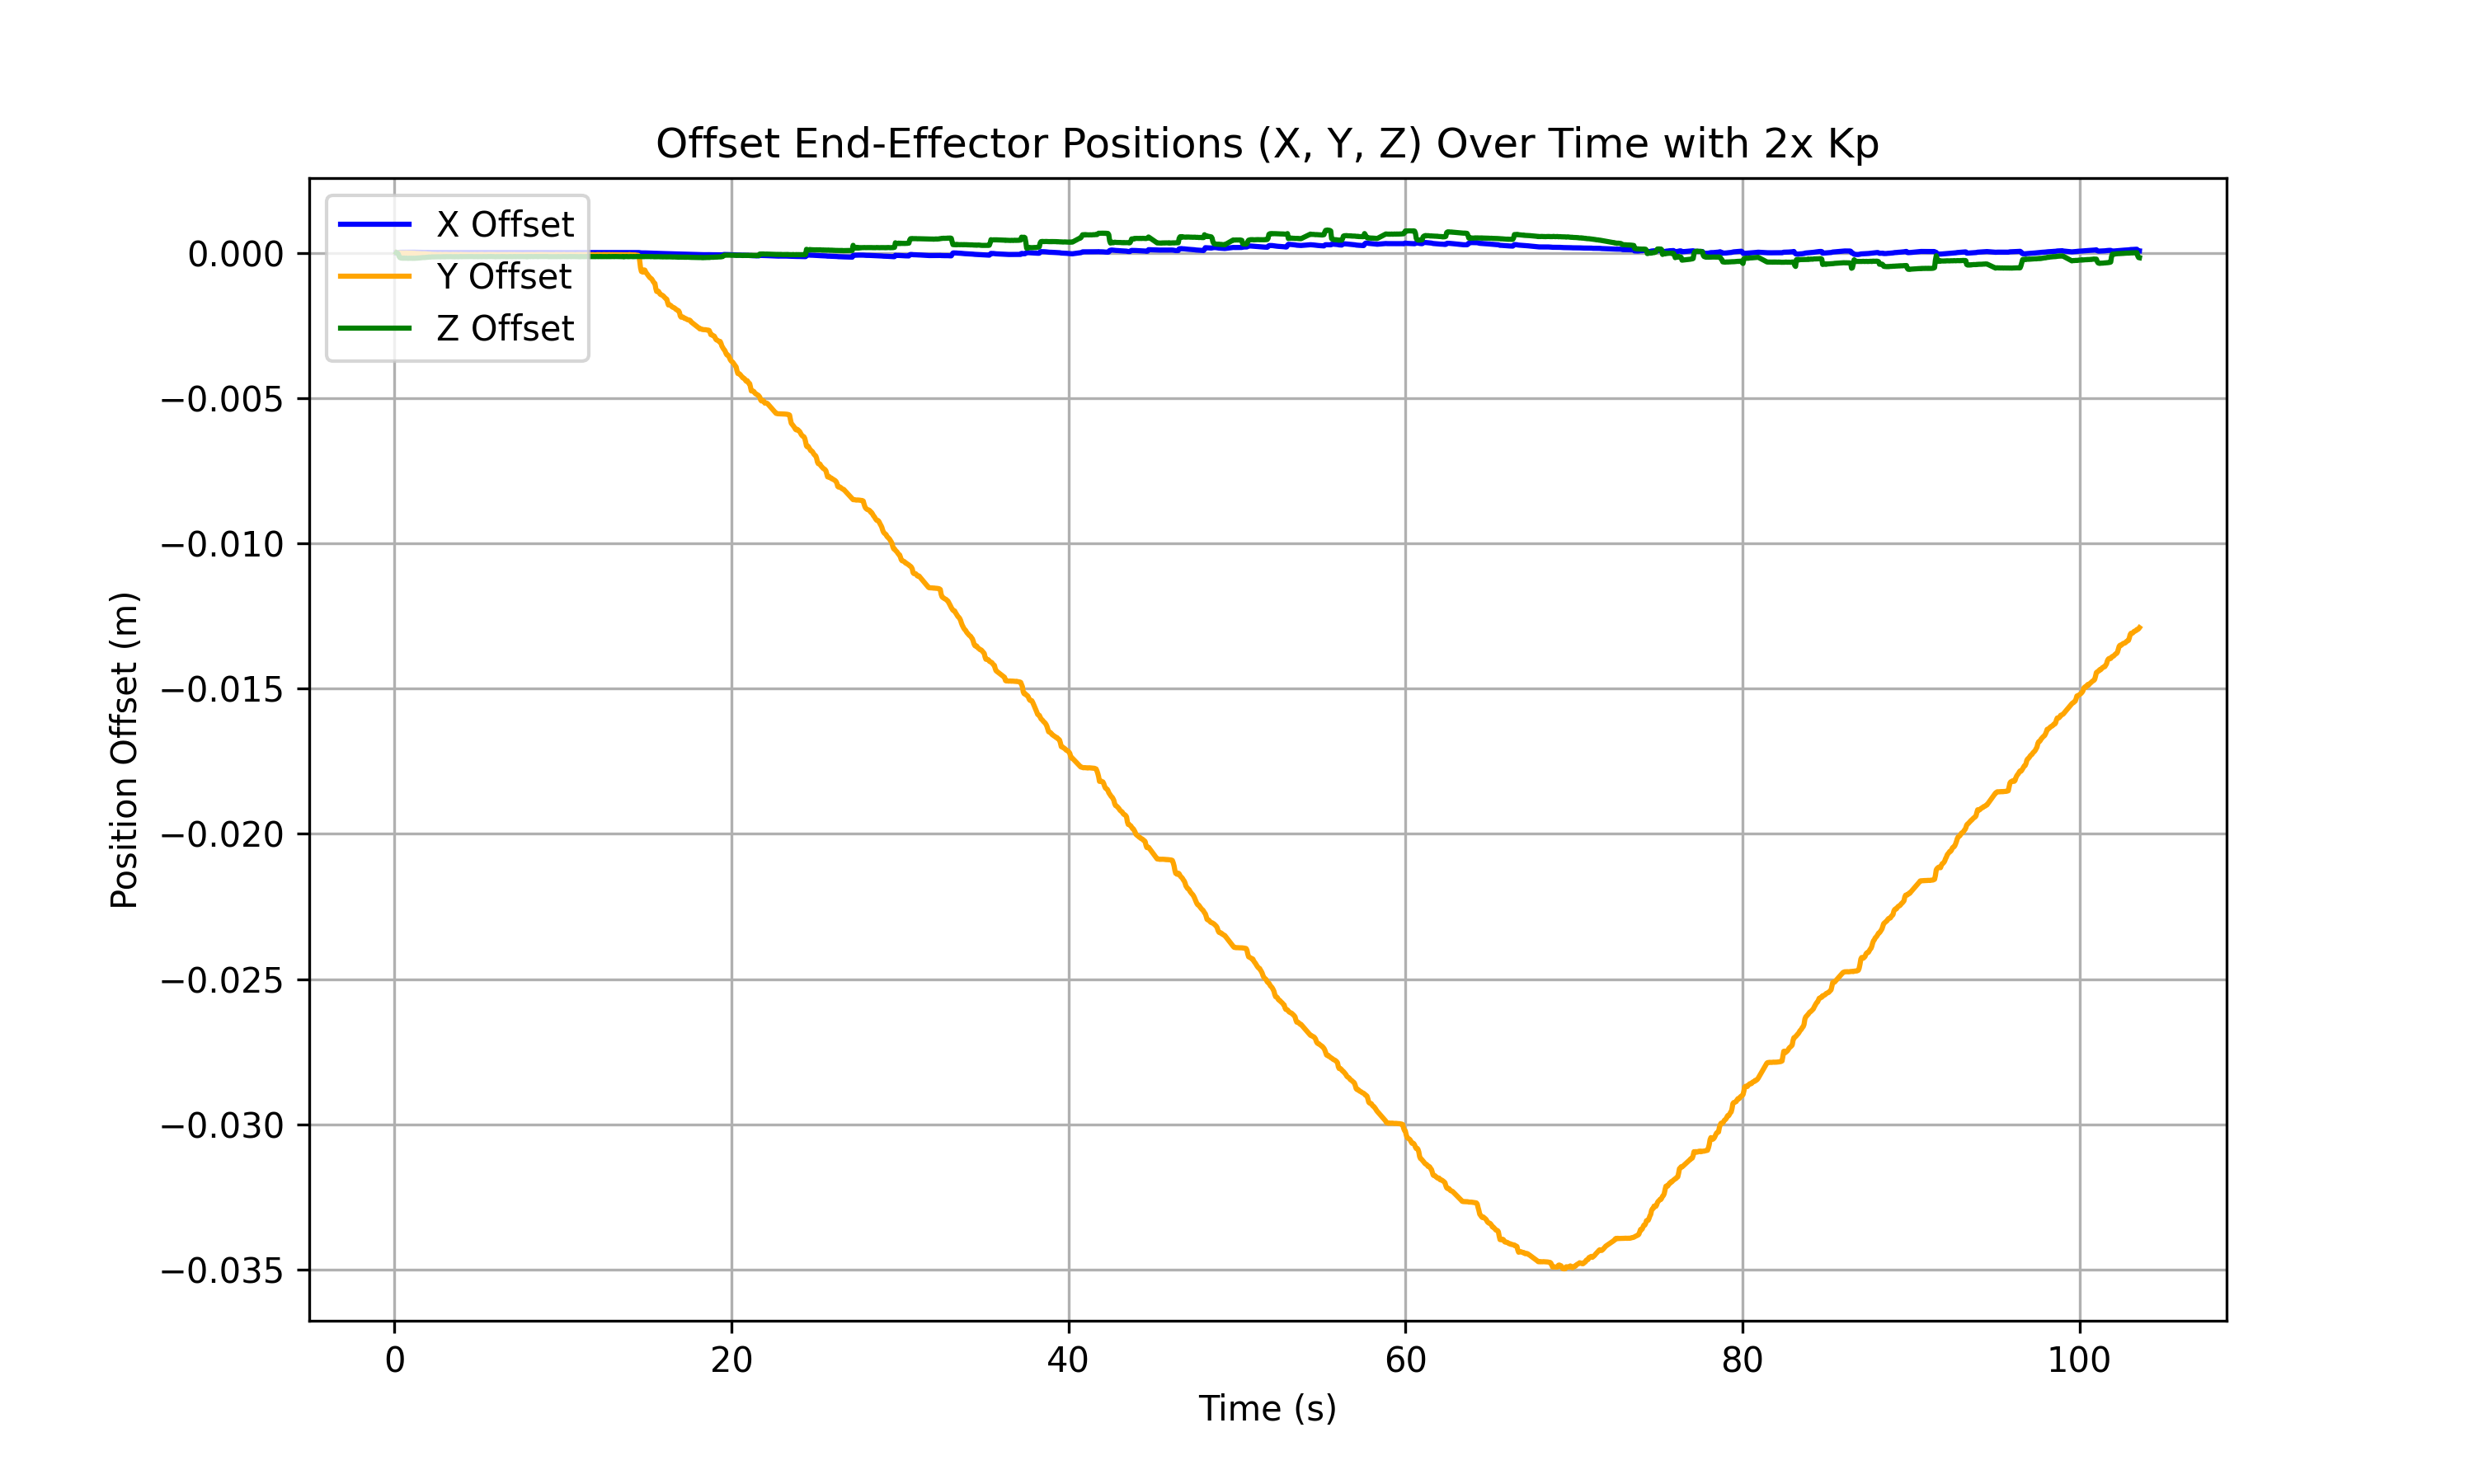 Offset End-Effector Positions (X, Y, Z) Over Time with 2x Kp
X Offset
Y Offset
Z Offset
0.000
−0.005
−0.010
−0.015
−0.020
−0.025
−0.030
−0.035
Position Offset (m)
0 20 40 60 80 100
Time (s)